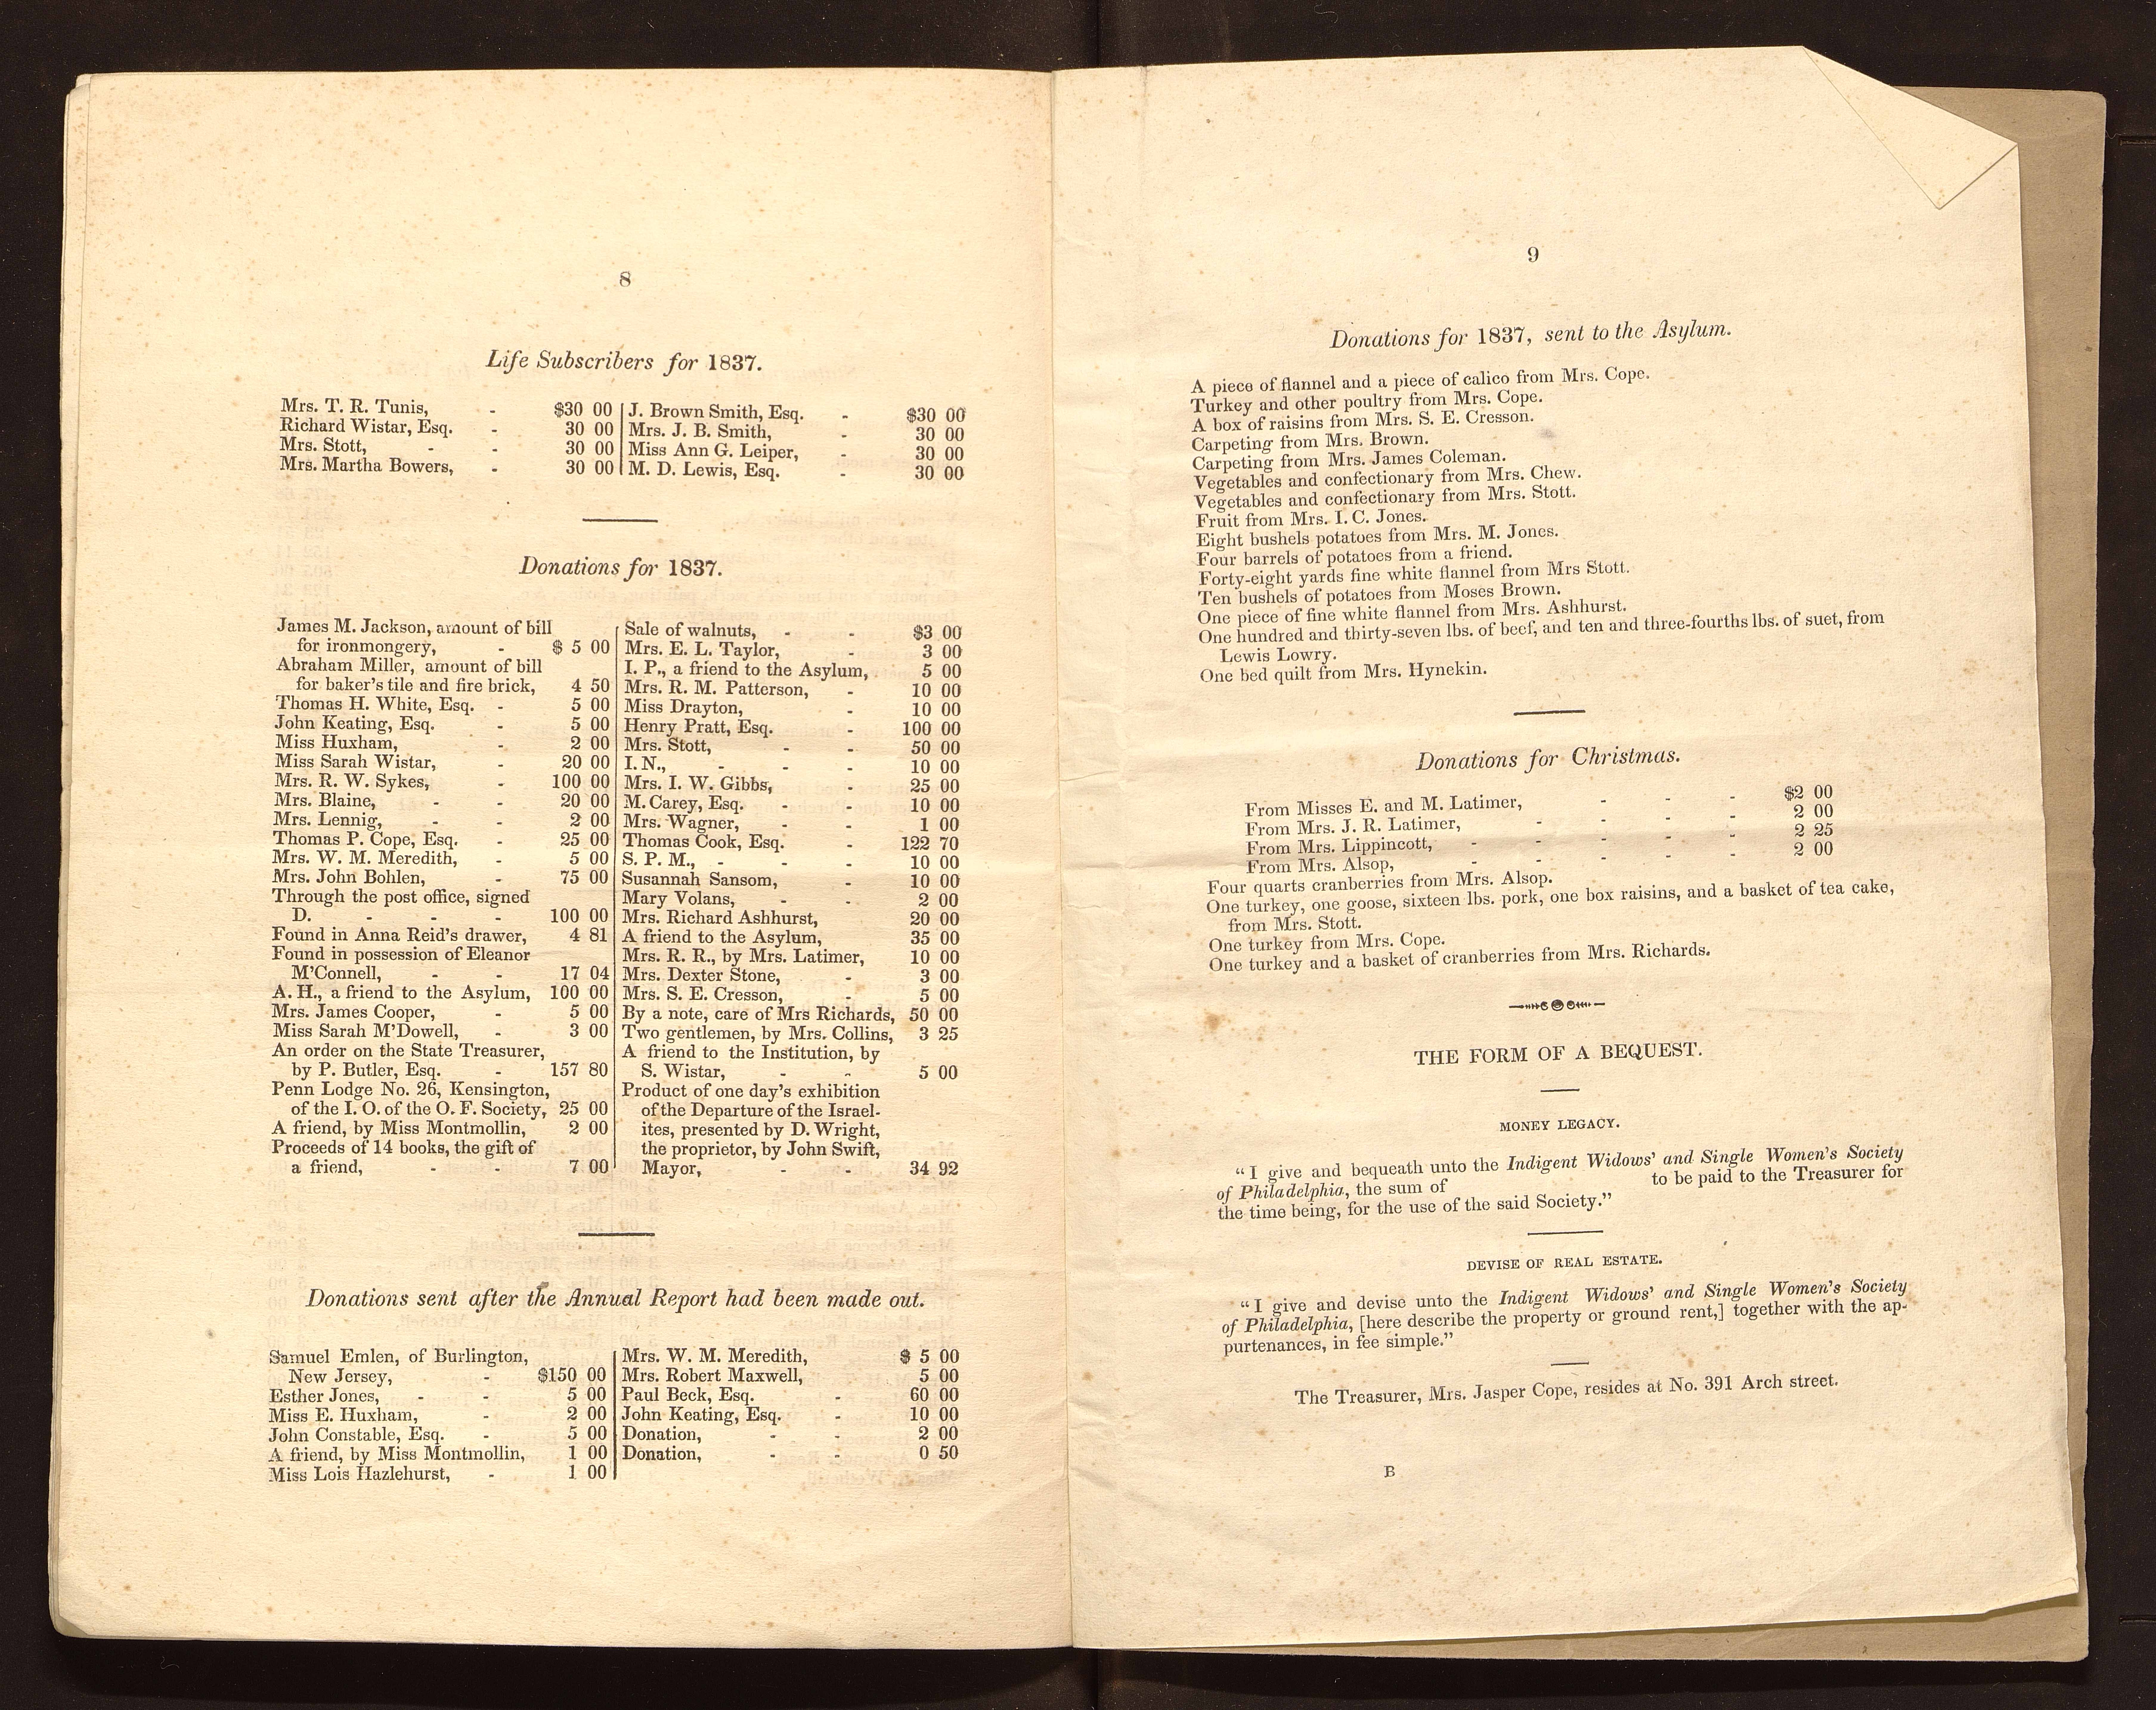 8
Life Subscribers for 1837.
Mrs. T. R. Tunis, - $30 00
Richard Wistar, Esq. - 30 00
Mrs. Stott, - - 30 00
Mrs. Martha Bowers, - 30 00
J. Brown Smith, Esq. - $30 00
Mrs. J. B. Smith, - 30 00
Miss Ann G. Leiper, - 30 00
M. D. Lewis, Esq. - 30 00
Donations for 1837.
James M. Jackson, amount of bill
for ironmongery, - $ 5 00
Abraham Miller, amount of bill
for baker's tile and fire brick, 4 50
Thomas H. White, Esq. - 5 00
John Keating, Esq. - 5 00
Miss Huxham, - 2 00
Miss Sarah Wistar, - 20 00
Mrs. R. W. Sykes, - 100 00
Mrs. Blaine, - - 20 00
Mrs. Lennig, - - 2 00
Thomas P. Cope, Esq. - 25 00
Mrs. W. M. Meredith, - 5 00
Mrs. John Bohlen, - 75 00
Through the post office, signed
D. - - - 100 00
Found in Anna Reid's drawer, 4 81
Found in possession of Eleanor
M'Connell, - - 17 04
A. H., a friend to the Asylum, 100 00
Mrs. James Cooper, - 5 00
Miss Sarah M'Dowell, - 3 00
An order on the State Treasurer,
by P. Butler, Esq. - 157 80
Penn Lodge No. 26, Kensington,
of the I. O. of the O. F. Society, 25 00
A friend, by Miss Montmollin, 2 00
Proceeds of 14 books, the gift of
a friend, - - 7 00
Sale of walnuts, - - $3 00
Mrs. E. L. Taylor, - 3 00
I. P., a friend to the Asylum, 5 00
Mrs. R. M. Patterson, - 10 00
Miss Drayton, - 10 00
Henry Pratt, Esq. - 100 00
Mrs. Stott, - - 50 00
I. N., - - - 10 00
Mrs. I. W. Gibbs, - 25 00
M. Carey, Esq. - - 10 00
Mrs. Wagner, - - 1 00
Thomas Cook, Esq. - 122 70
S. P. M., - - - 10 00
Susannah Sansom, - 10 00
Mary Volans, - - 2 00
Mrs. Richard Ashhurst, 20 00
A friend to the Asylum, 35 00
Mrs. R. R., by Mrs. Latimer, 10 00
Mrs. Dexter Stone, - 3 00
Mrs. S. E. Cresson, - 5 00
By a note, care of Mrs Richards, 50 00
Two gentlemen, by Mrs. Collins, 3 25
A friend to the Institution, by
S. Wistar, - - 5 00
Product of one day's exhibition
of the Departure of the Israel-
ites, presented by D. Wright,
the proprietor, by John Swift,
Mayor, - - 34 92
Donations sent after the Annual Report had been made out.
Samuel Emlen, of Burlington,
New Jersey, - $150 00
Esther Jones, - - 5 00
Miss E. Huxham, - 2 00
John Constable, Esq. - 5 00
A friend, by Miss Montmollin, 1 00
Miss Lois Hazlehurst, - 1 00
Mrs. W. M. Meredith, $ 5 00
Mrs. Robert Maxwell, 5 00
Paul Beck, Esq. - 60 00
John Keating, Esq. - 10 00
Donation, - - 2 00
Donation, - - 0 50
9
Donations for 1837, sent to the Asylum.
A piece of flannel and a piece of calico from Mrs. Cope.
Turkey and other poultry from Mrs. Cope.
A box of raisins from Mrs. S. E. Cresson.
Carpeting from Mrs. Brown.
Carpeting from Mrs. James Coleman.
Vegetables and confectionary from Mrs. Chew.
Vegetables and confectionary from Mrs. Stott.
Fruit from Mrs. I. C. Jones.
Eight bushels potatoes from Mrs. M. Jones.
Four barrels of potatoes from a friend.
Forty-eight yards fine white flannel from Mrs Stott.
Ten bushels of potatoes from Moses Brown.
One piece of fine white flannel from Mrs. Ashhurst.
One hundred and thirty-seven lbs. of beef, and ten and three-fourths lbs. of suet, from
Lewis Lowry.
One bed quilt from Mrs. Hynekin.
Donations for Christmas.
From Misses E. and M. Latimer, - - - $2 00
From Mrs. J. R. Latimer, - - - - 2 00
From Mrs. Lippincott, - - - - - 2 25
From Mrs. Alsop, - - - - - 2 00
Four quarts cranberries from Mrs. Alsop.
One turkey, one goose, sixteen lbs. pork, one box raisins, and a basket of tea cake,
from Mrs. Stott.
One turkey from Mrs. Cope.
One turkey and a basket of cranberries from Mrs. Richards.
THE FORM OF A BEQUEST.
MONEY LEGACY.
"I give and bequeath unto the Indigent Widows' and Single Women's Society
of Philadelphia, the sum of to be paid to the Treasurer for
the time being, for the use of the said Society."
DEVISE OF REAL ESTATE.
"I give and devise unto the Indigent Widows' and Single Women's Society
of Philadelphia, [here describe the property or ground rent,] together with the ap-
purtenances, in fee simple."
The Treasurer, Mrs. Jasper Cope, resides at No. 391 Arch street.
B